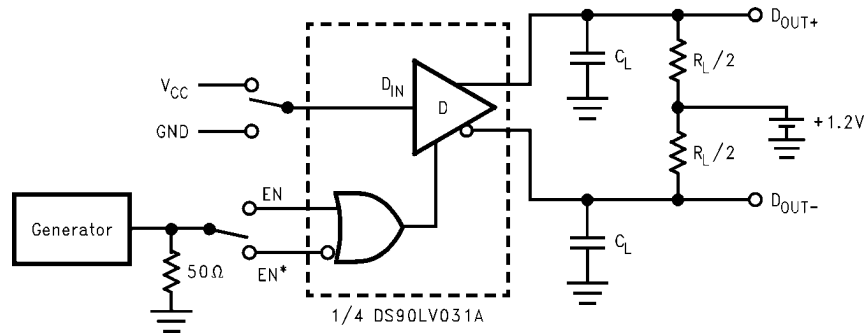 D_OUT+
V_CC
D_IN
C_L
R_L/2
D
GND
+1.2V
R_L/2
EN
D_OUT-
Generator
C_L
50Ω
EN*
1/4 DS90LV031A